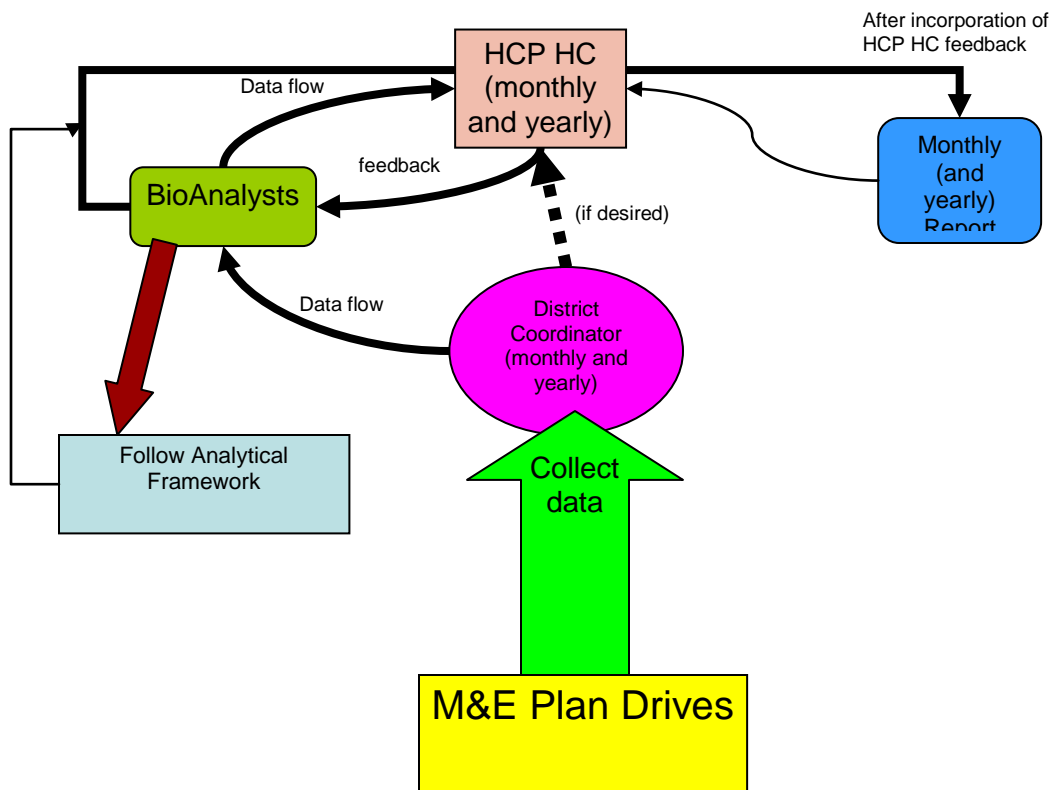 After incorporation of
HCP HC feedback
HCP HC
(monthly
and yearly)
Data flow
feedback
BioAnalysts
Monthly
(and
yearly)
Report
(if desired)
Data flow
District
Coordinator
(monthly and
yearly)
Follow Analytical
Framework
Collect
data
M&E Plan Drives